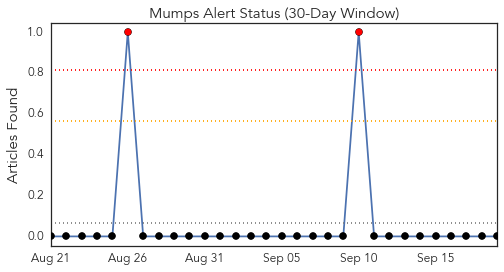 Mumps Alert Status (30-Day Window)
Articles Found
1.0
0.8
0.6
0.4
0.2
0.0
Aug 21 Aug 26 Aug 31 Sep 05 Sep 10 Sep 15